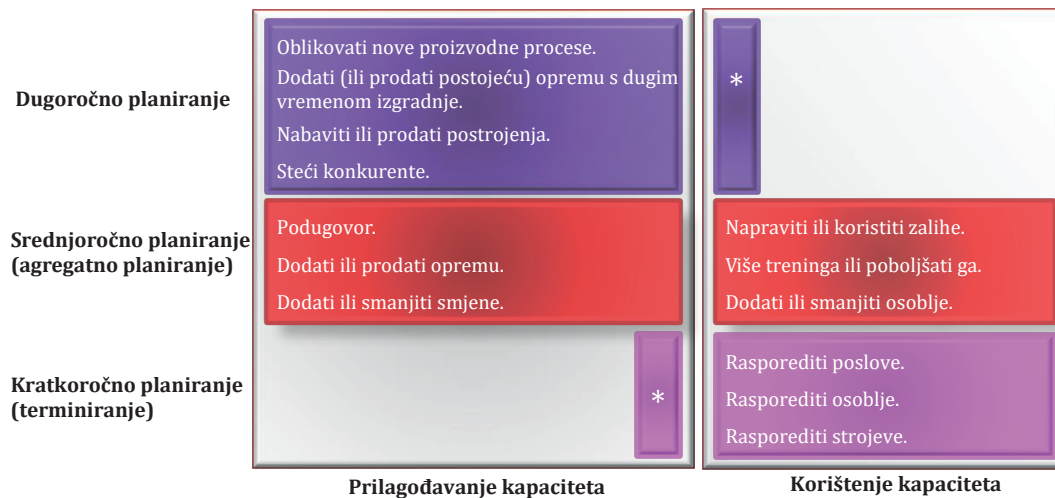 Dugoročno planiranje
Oblikovati nove proizvodne procese.
Dodati (ili prodati postojeću) opremu s dugim
vremenom izgradnje.
Nabaviti ili prodati postrojenja.
Steći konkurente.
*
Srednjoročno planiranje
(agregatno planiranje)
Podugovor.
Dodati ili prodati opremu.
Dodati ili smanjiti smjene.
Napraviti ili koristiti zalihe.
Više treninga ili poboljšati ga.
Dodati ili smanjiti osoblje.
Kratkoročno planiranje
(terminiranje)
*
Rasporediti poslove.
Rasporediti osoblje.
Rasporediti strojeve.
Prilagođavanje kapaciteta
Korištenje kapaciteta